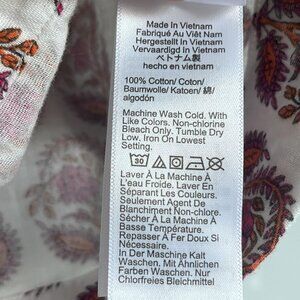 Made In Vietnam
Fabriqué Au Viêt Nam
Hergestellt In Vietnam
Vervaardigd In Vietnam
ベトナム製
hecho en vietnam
100% Cotton/ Coton/
Baumwolle/ Katoen/ 綿/
algodón
Machine Wash Cold. With
Like Colors. Non-chlorine
Bleach Only. Tumble Dry
Low. Iron On Lowest
Setting.
30
Laver À La Machine À
L'eau Froide. Laver En
Séparant Les Couleurs.
Seulement Agent De
Blanchiment Non-chlore.
Sécher À La Machine À
Basse Température.
Repasser À Fer Doux Si
Nécessaire.
In Der Maschine Kalt
Waschen. Mit Ähnlichen
Farben Waschen. Nur